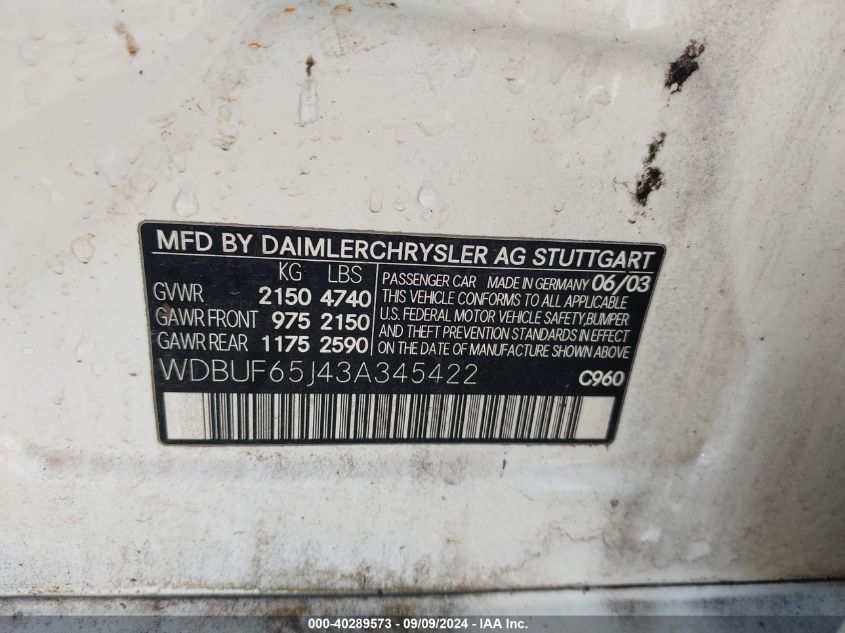 MFD BY DAIMLERCHRYSLER AG STUTTGART
KG LBS
GVWR 2150 4740
GAWR FRONT 975 2150
GAWR REAR 1175 2590
PASSENGER CAR MADE IN GERMANY 06/03
THIS VEHICLE CONFORMS TO ALL APPLICABLE
U.S. FEDERAL MOTOR VEHICLE SAFETY,BUMPER
AND THEFT PREVENTION STANDARDS IN EFFECT
ON THE DATE OF MANUFACTURE SHOWN ABOVE.
WDBUF65J43A345422 C960
000-40289573 - 09/09/2024 - IAA Inc.